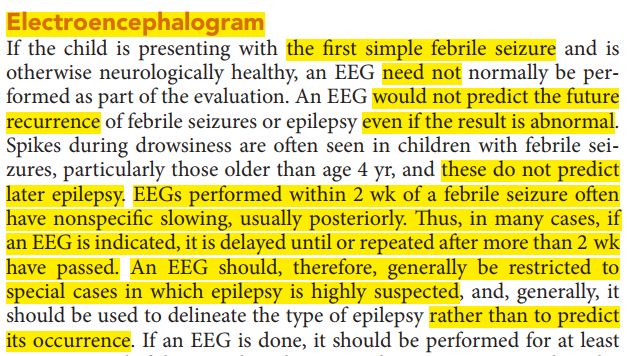 Electroencephalogram
If the child is presenting with the first simple febrile seizure and is
otherwise neurologically healthy, an EEG need not normally be per-
formed as part of the evaluation. An EEG would not predict the future
recurrence of febrile seizures or epilepsy even if the result is abnormal.
Spikes during drowsiness are often seen in children with febrile sei-
zures, particularly those older than age 4 yr, and these do not predict
later epilepsy. EEGs performed within 2 wk of a febrile seizure often
have nonspecific slowing, usually posteriorly. Thus, in many cases, if
an EEG is indicated, it is delayed until or repeated after more than 2 wk
have passed. An EEG should, therefore, generally be restricted to
special cases in which epilepsy is highly suspected, and, generally, it
should be used to delineate the type of epilepsy rather than to predict
its occurrence. If an EEG is done, it should be performed for at least